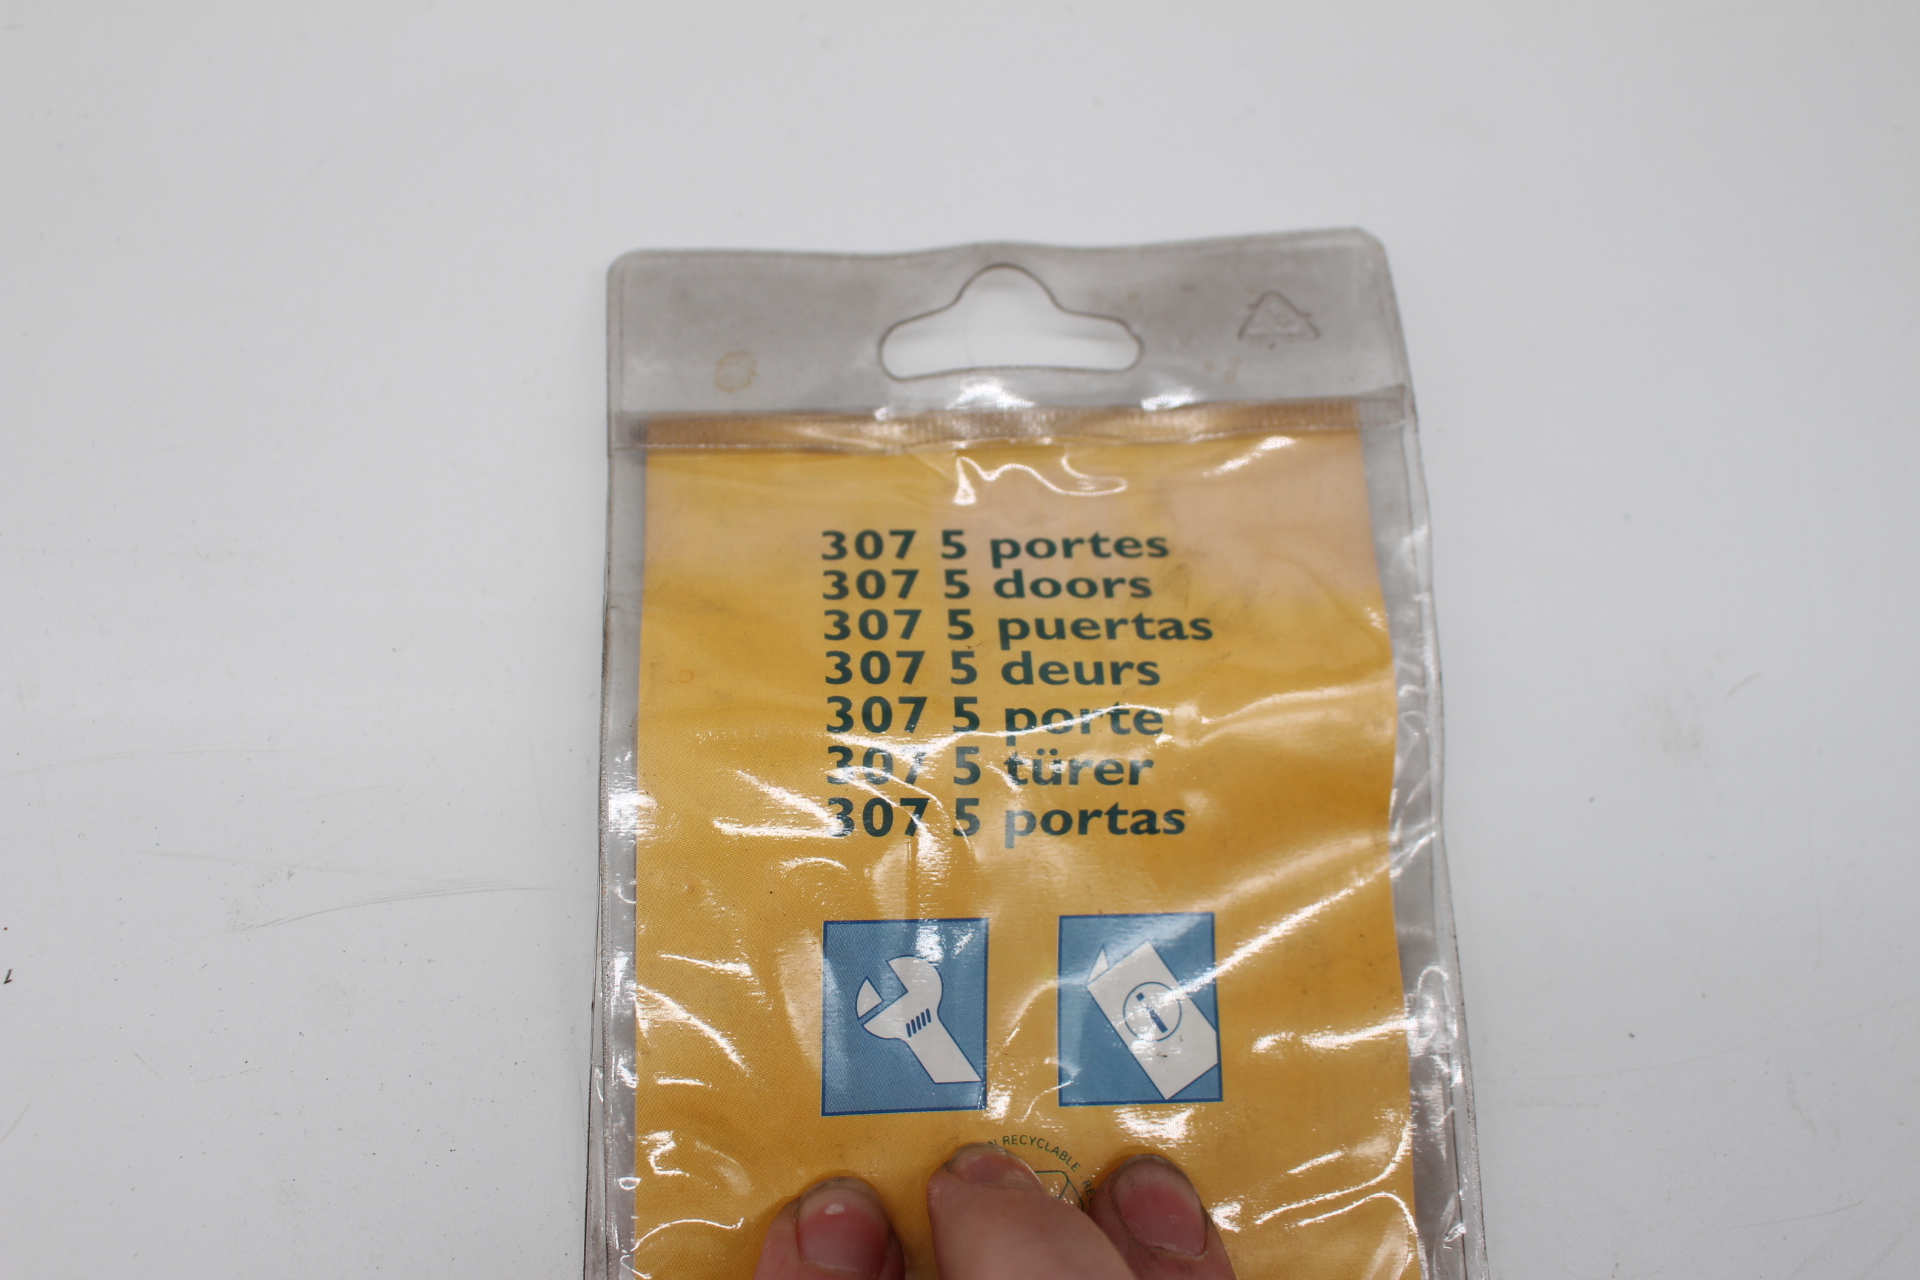 307 5 portes
307 5 doors
307 5 puertas
307 5 deurs
307 5 porte
307 5 türer
307 5 portas
i
RECYCLABLE